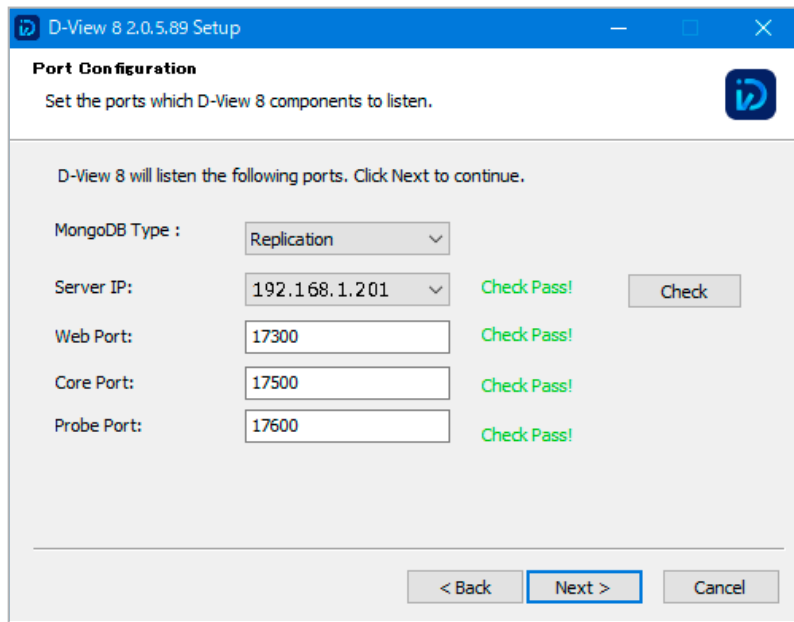 D-View 8 2.0.5.89 Setup
Port Configuration
Set the ports which D-View 8 components to listen.
D-View 8 will listen the following ports. Click Next to continue.
MongoDB Type : Replication
Server IP: 192.168.1.201 Check Pass! Check
Web Port: 17300 Check Pass!
Core Port: 17500 Check Pass!
Probe Port: 17600 Check Pass!
< Back Next > Cancel